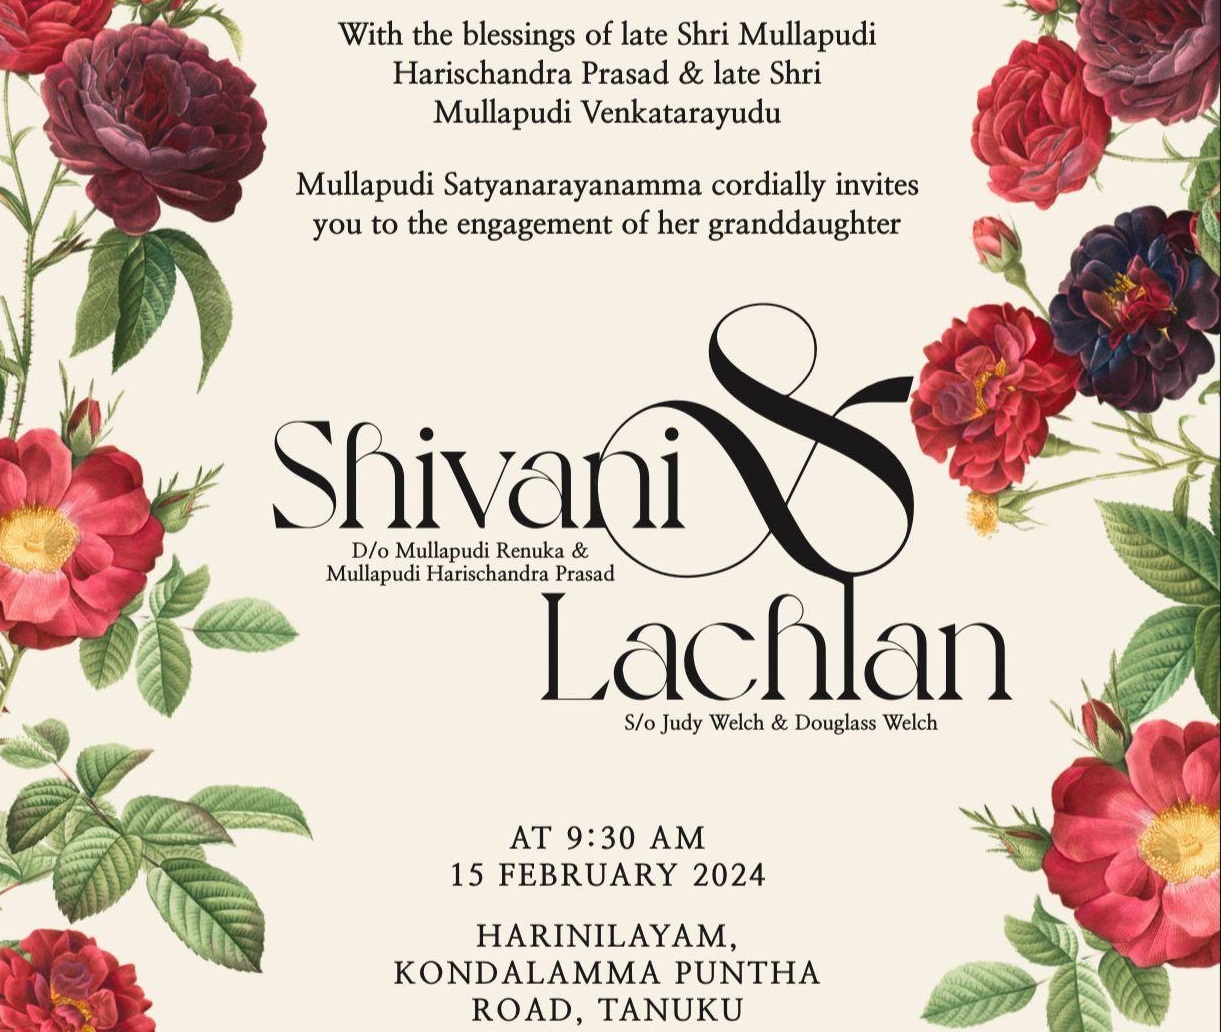 With the blessings of late Shri Mullapudi
Harischandra Prasad & late Shri
Mullapudi Venkatarayudu
Mullapudi Satyanarayanamma cordially invites
you to the engagement of her granddaughter
Shivani &
D/o Mullapudi Renuka &
Mullapudi Harischandra Prasad
Lachlan
S/o Judy Welch & Douglass Welch
AT 9:30 AM
15 FEBRUARY 2024
HARINILAYAM,
KONDALAMMA PUNTHA
ROAD, TANUKU